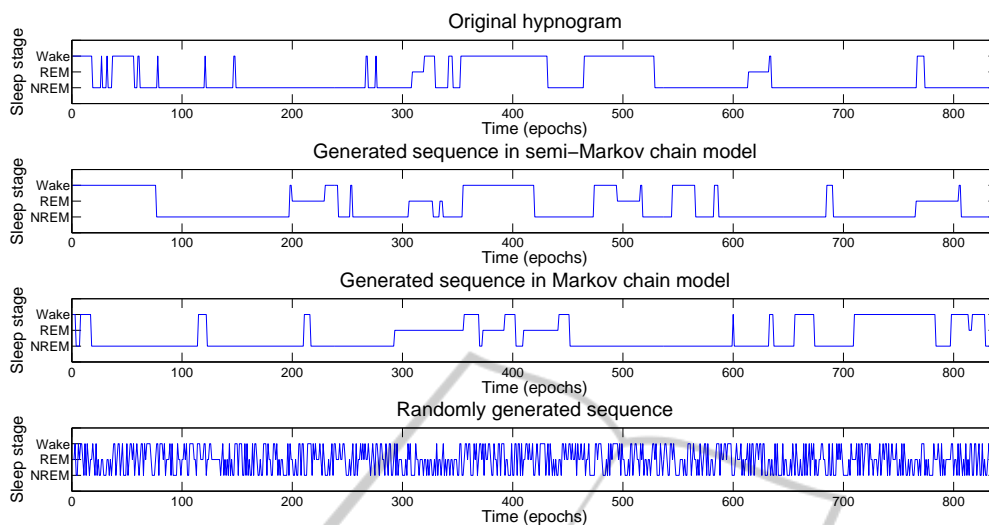 Original hypnogram
Sleep stage
Wake
REM
NREM
0 100 200 300 400 500 600 700 800
Time (epochs)
Generated sequence in semi−Markov chain model
Sleep stage
Wake
REM
NREM
0 100 200 300 400 500 600 700 800
Time (epochs)
Generated sequence in Markov chain model
Sleep stage
Wake
REM
NREM
0 100 200 300 400 500 600 700 800
Time (epochs)
Randomly generated sequence
Sleep stage
Wake
REM
NREM
0 100 200 300 400 500 600 700 800
Time (epochs)